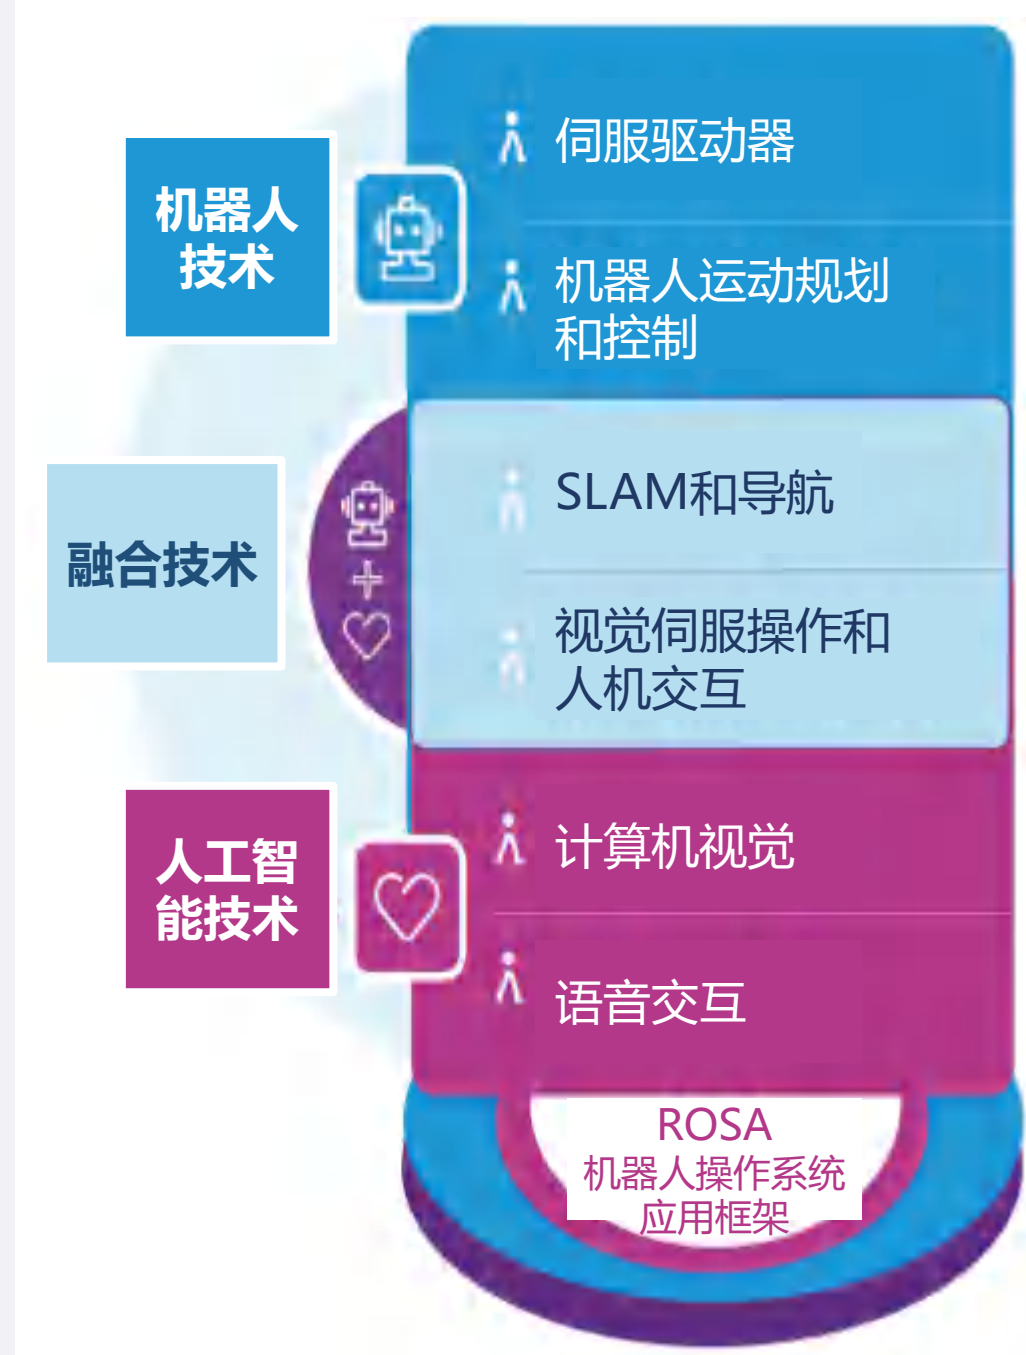 机器人
技术
伺服驱动器
机器人运动规划
和控制
融合技术
SLAM和导航
视觉伺服操作和
人机交互
人工智
能技术
计算机视觉
语音交互
ROSA
机器人操作系统
应用框架